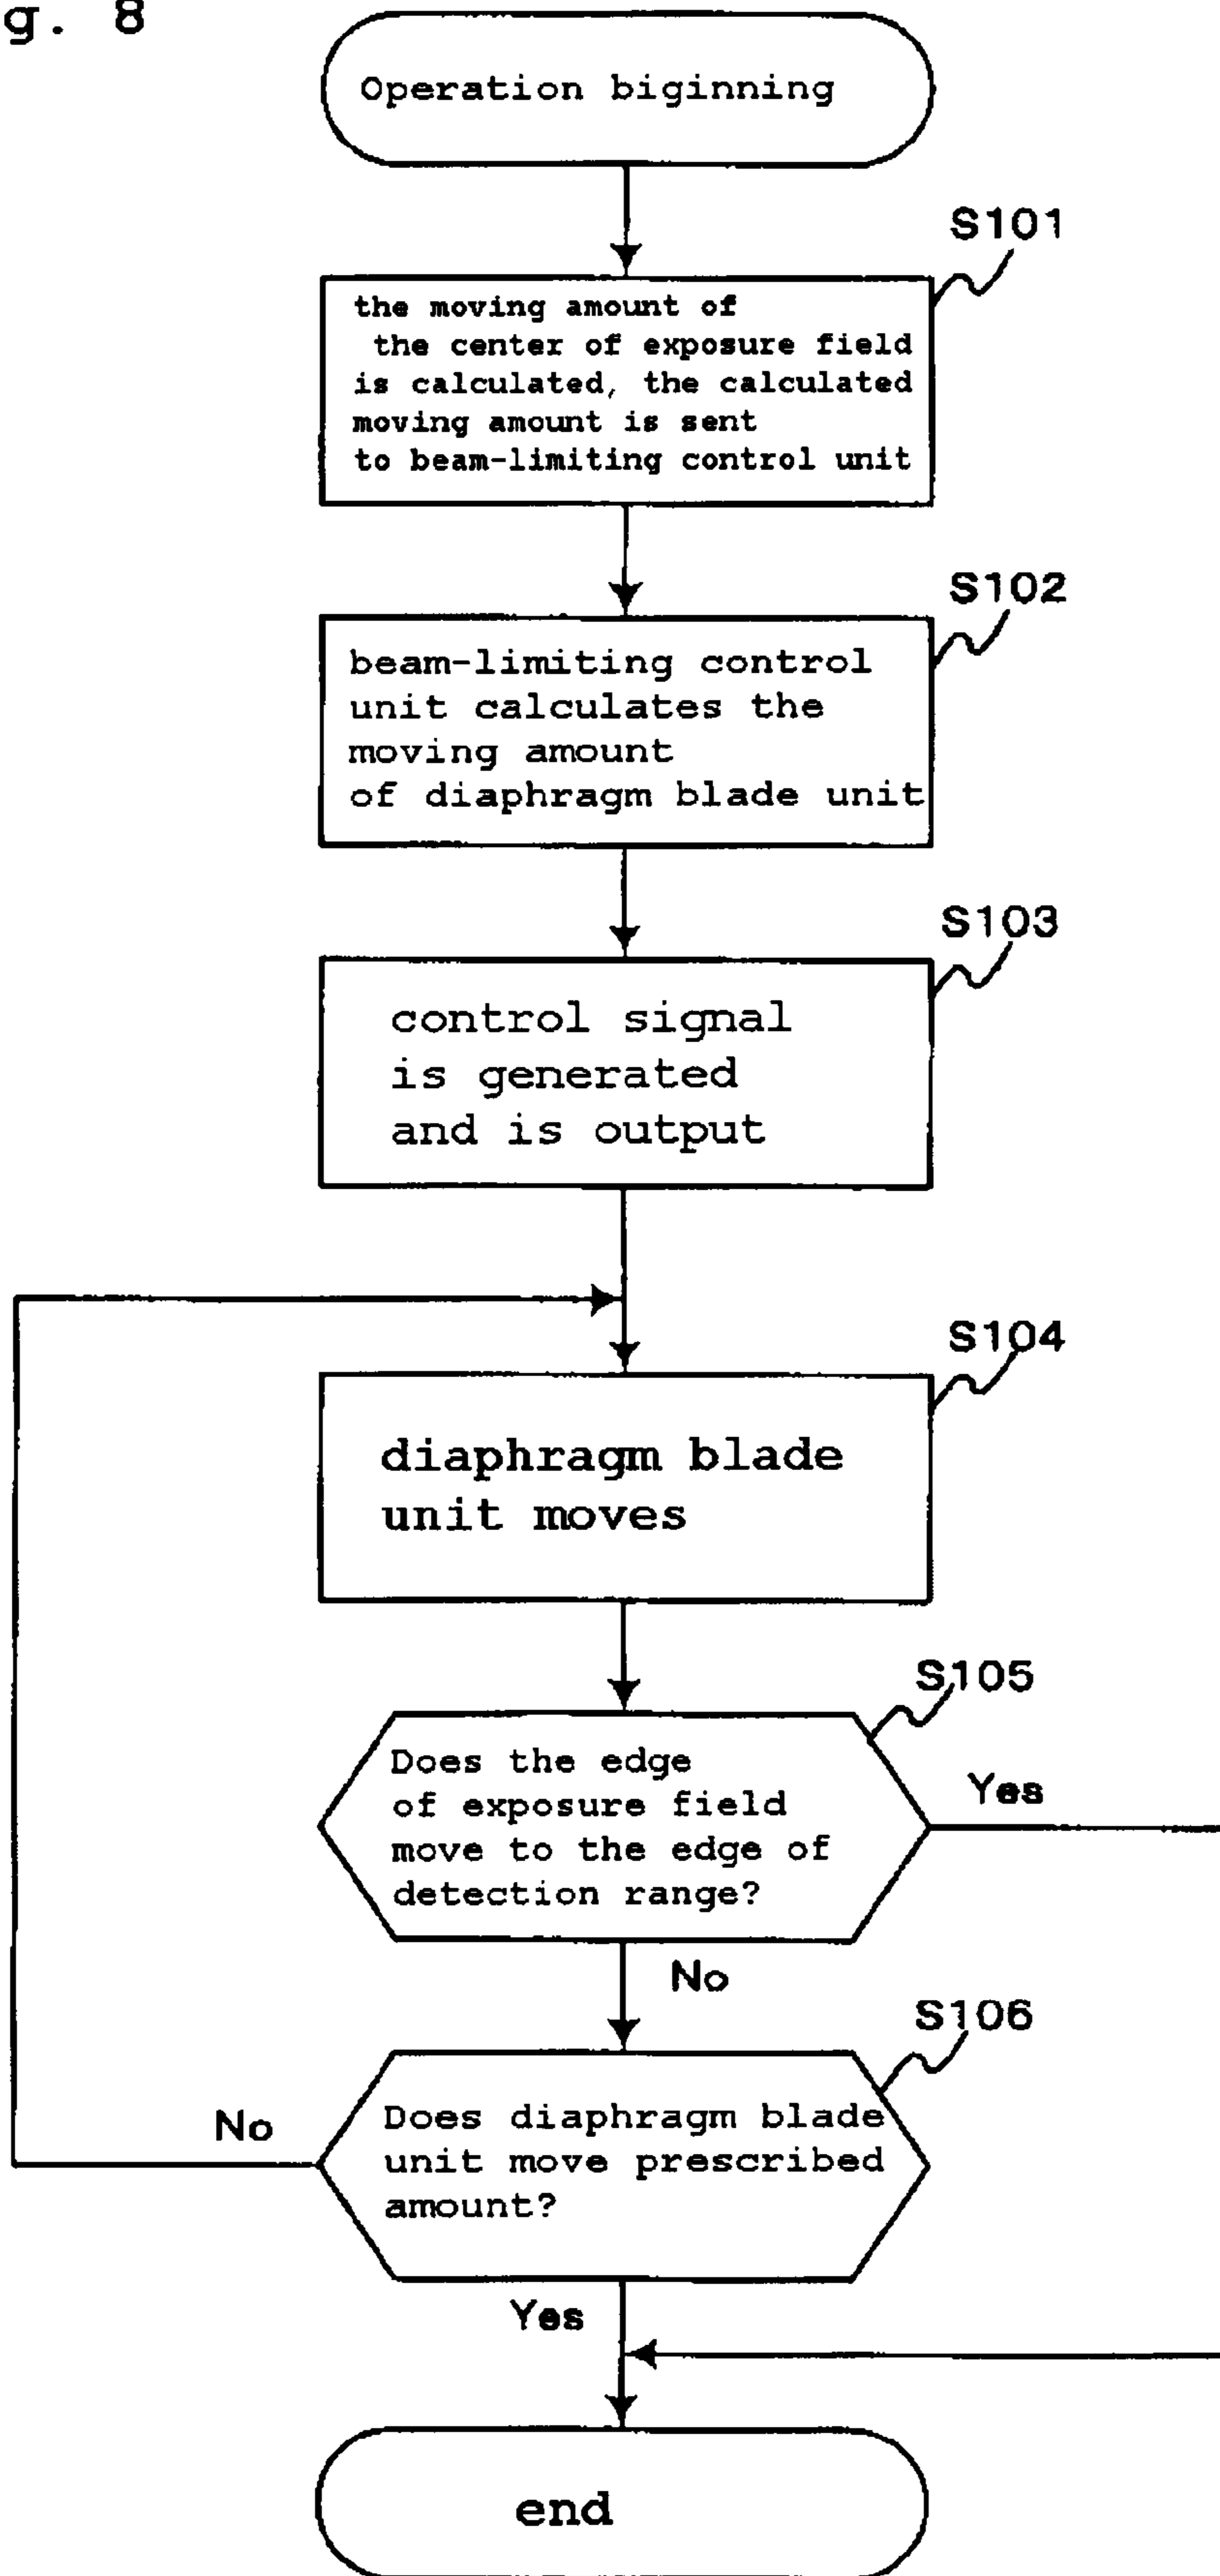 g. 8
Operation biginning
S101
the moving amount of
the center of exposure field
is calculated, the calculated
moving amount is sent
to beam-limiting control unit
S102
beam-limiting control
unit calculates the
moving amount
of diaphragm blade unit
S103
control signal
is generated
and is output
S104
diaphragm blade
unit moves
S105
Does the edge
of exposure field
move to the edge of
detection range?
Yes
No
S106
Does diaphragm blade
unit move prescribed
amount?
No
Yes
end